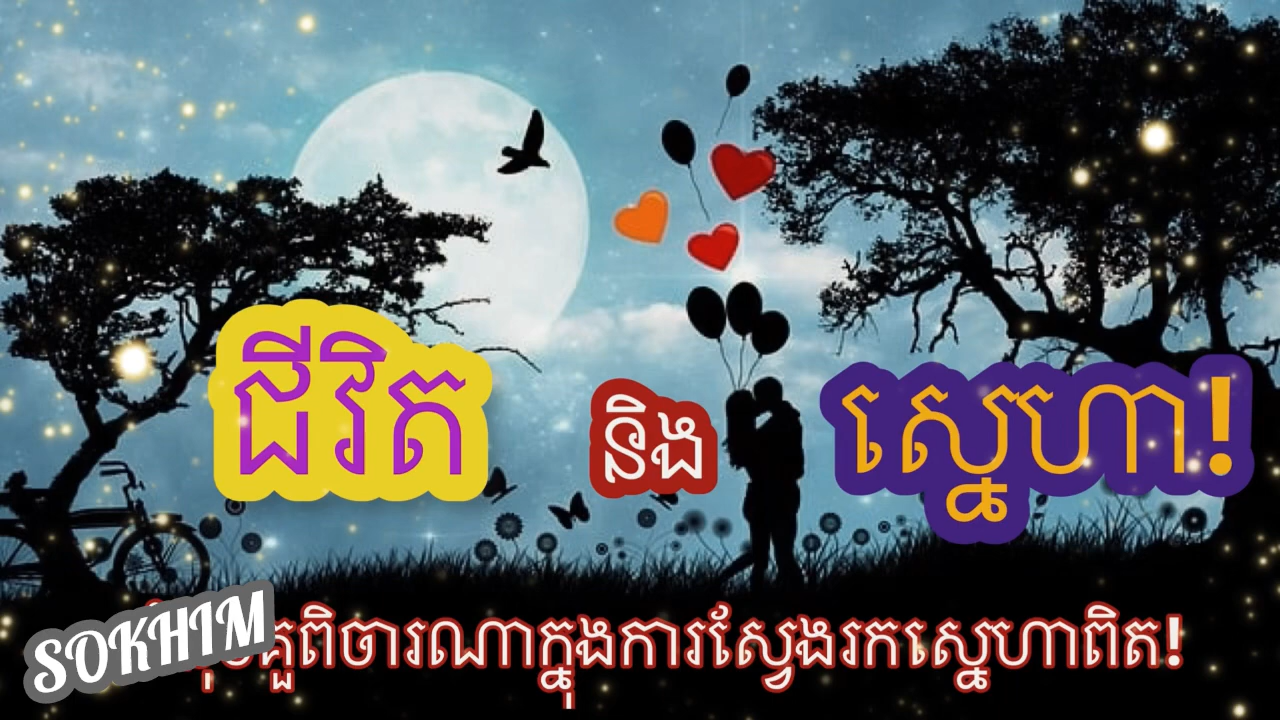 ជីវិត និង ស្នេហា!
SOKHIM
គួពិចារណាក្នុងការស្វែងរកស្នេហាពិត!